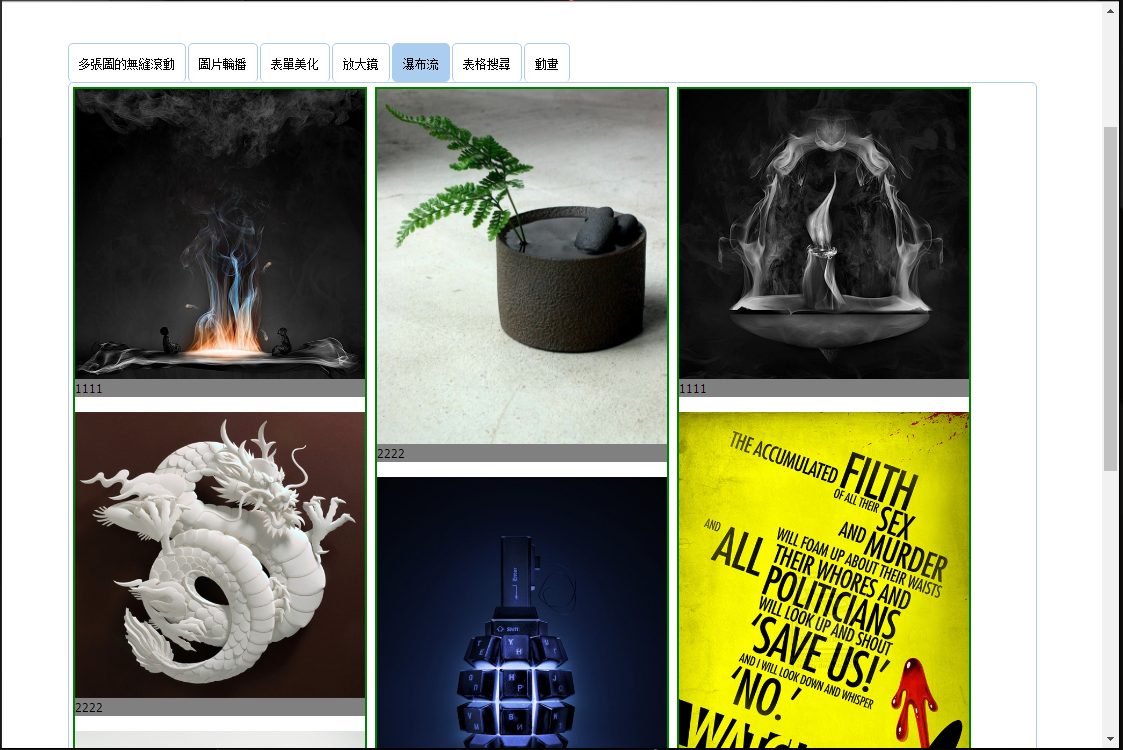 多張圖的無縫滾動 圖片輪播 表單美化 放大鏡 瀑布流 表格搜尋 動畫
1111
2222
1111
2222
Enter
Shift
THE ACCUMULATED FILTH
OF ALL THEIR SEX
AND MURDER
WILL FOAM UP ABOUT THEIR WAISTS
AND ALL THEIR WHORES AND
POLITICIANS
WILL LOOK UP AND SHOUT
'SAVE US!'
AND I WILL LOOK DOWN AND WHISPER
'NO.'